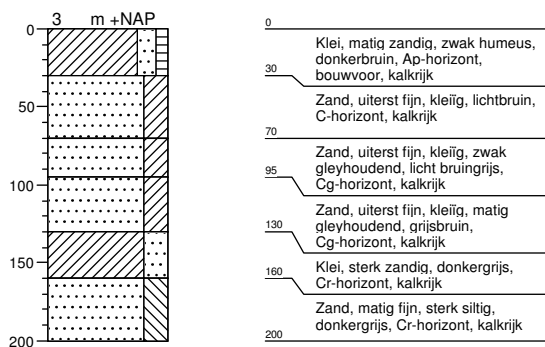 3 m +NAP
0
50
100
150
200
0
Klei, matig zandig, zwak humeus,
donkerbruin, Ap-horizont,
bouwvoor, kalkrijk
30
Zand, uiterst fijn, kleiïg, lichtbruin,
C-horizont, kalkrijk
70
Zand, uiterst fijn, kleiïg, zwak
gleyhoudend, licht bruingrijs,
Cg-horizont, kalkrijk
95
Zand, uiterst fijn, kleiïg, matig
gleyhoudend, grijsbruin,
Cg-horizont, kalkrijk
130
Klei, sterk zandig, donkergrijs,
Cr-horizont, kalkrijk
160
Zand, matig fijn, sterk siltig,
donkergrijs, Cr-horizont, kalkrijk
200